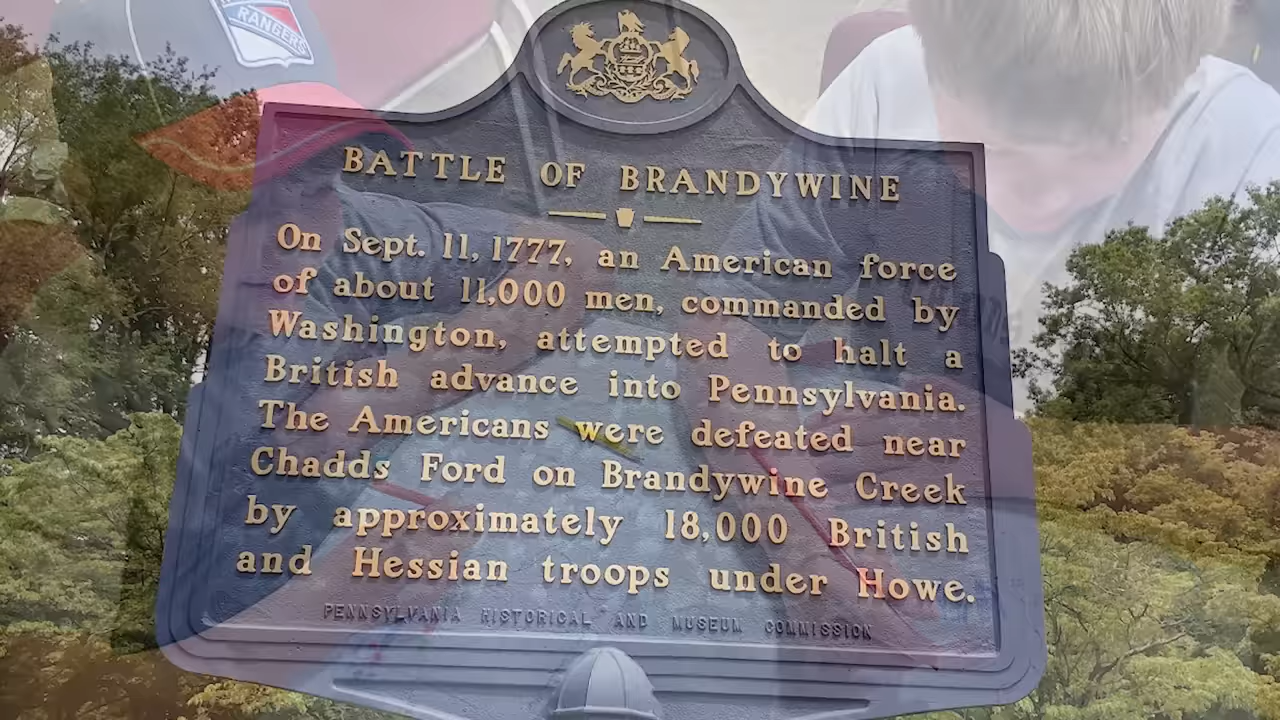 RANGERS
BATTLE OF BRANDYWINE
On Sept. 11, 1777, an American force
of about 11,000 men, commanded by
Washington, attempted to halt a
British advance into Pennsylvania.
The Americans were defeated near
Chadds Ford on Brandywine Creek
by approximately 18,000 British
and Hessian troops under Howe.
PENNSYLVANIA HISTORICAL AND MUSEUM COMMISSION